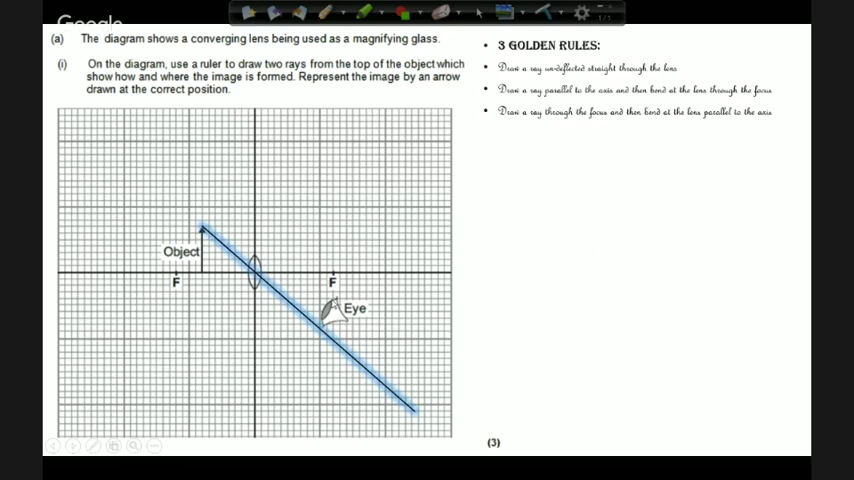 Google
1/1
(a) The diagram shows a converging lens being used as a magnifying glass.
(i) On the diagram, use a ruler to draw two rays from the top of the object which
show how and where the image is formed. Represent the image by an arrow
drawn at the correct position.
Object
F
F
Eye
• 3 GOLDEN RULES:
• Draw a ray un-deflected straight through the lens
• Draw a ray parallel to the axis and then bend at the lens through the focus
• Draw a ray through the focus and then bend at the lens parallel to the axis
(3)